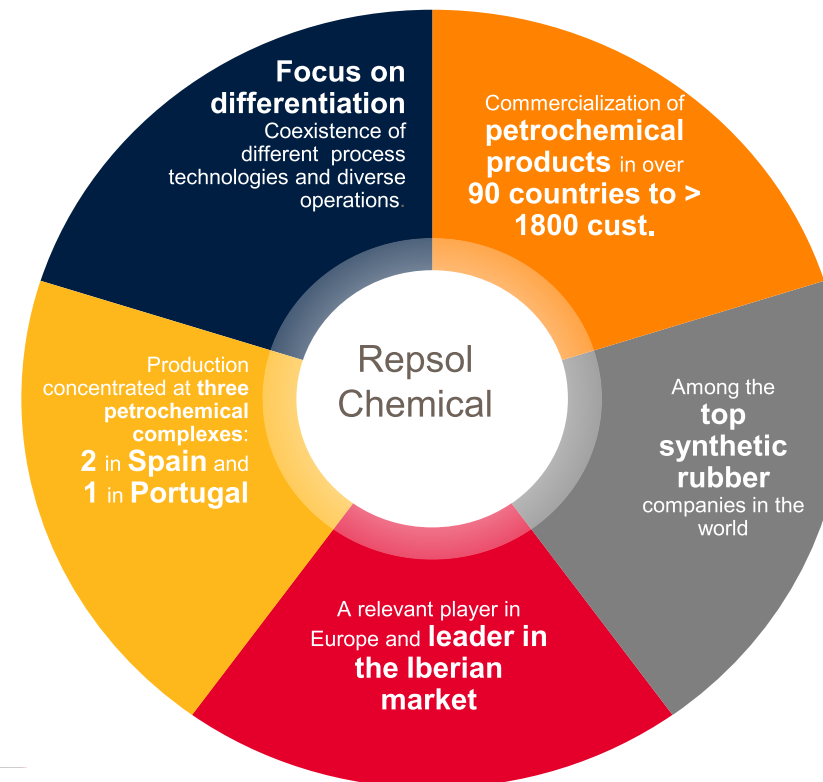 Focus on
differentiation
Coexistence of
different process
technologies and diverse
operations.
Commercialization of
petrochemical
products in over
90 countries to >
1800 cust.
Among the
top
synthetic
rubber
companies in the
world
A relevant player in
Europe and leader in
the Iberian
market
Production
concentrated at three
petrochemical
complexes:
2 in Spain and
1 in Portugal
Repsol
Chemical